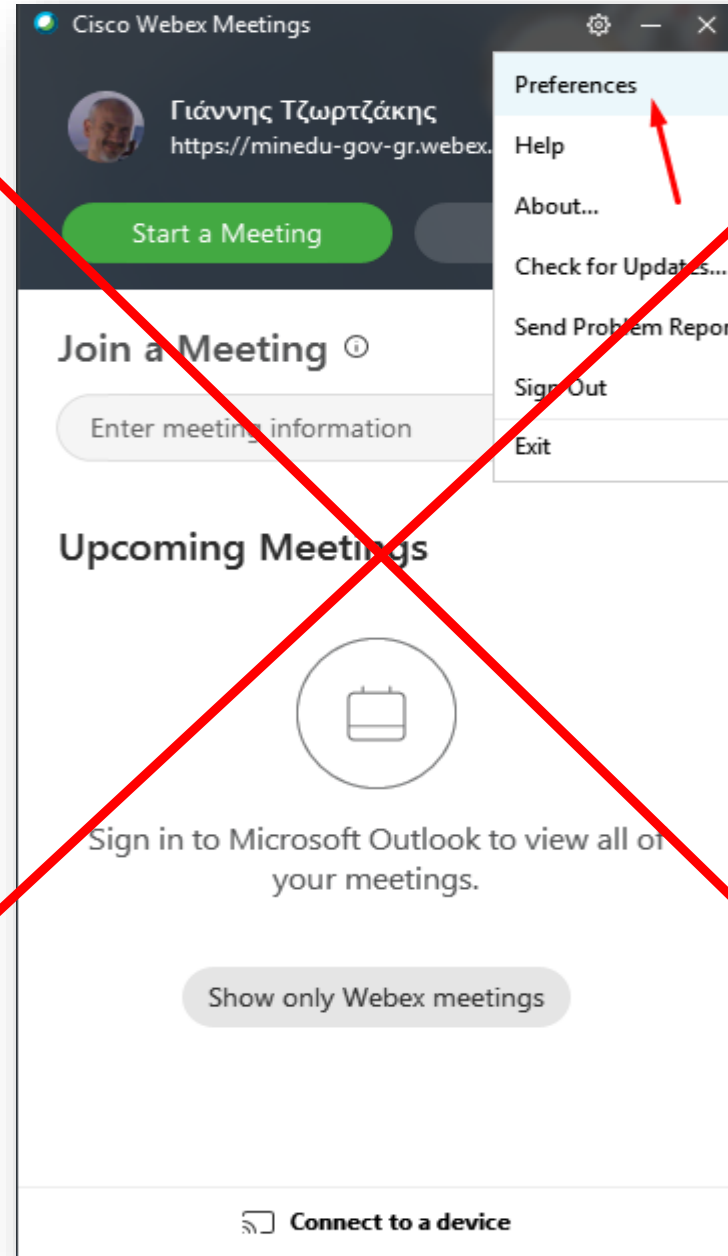 Cisco Webex Meetings
Preferences
Γιάννης Τζωρτζάκης
https://minedu-gov-gr.webex.
Help
About...
Start a Meeting
Check for Updates...
Send Problem Repor
Join a Meeting
Sign Out
Enter meeting information
Exit
Upcoming Meetings
Sign in to Microsoft Outlook to view all of
your meetings.
Show only Webex meetings
Connect to a device